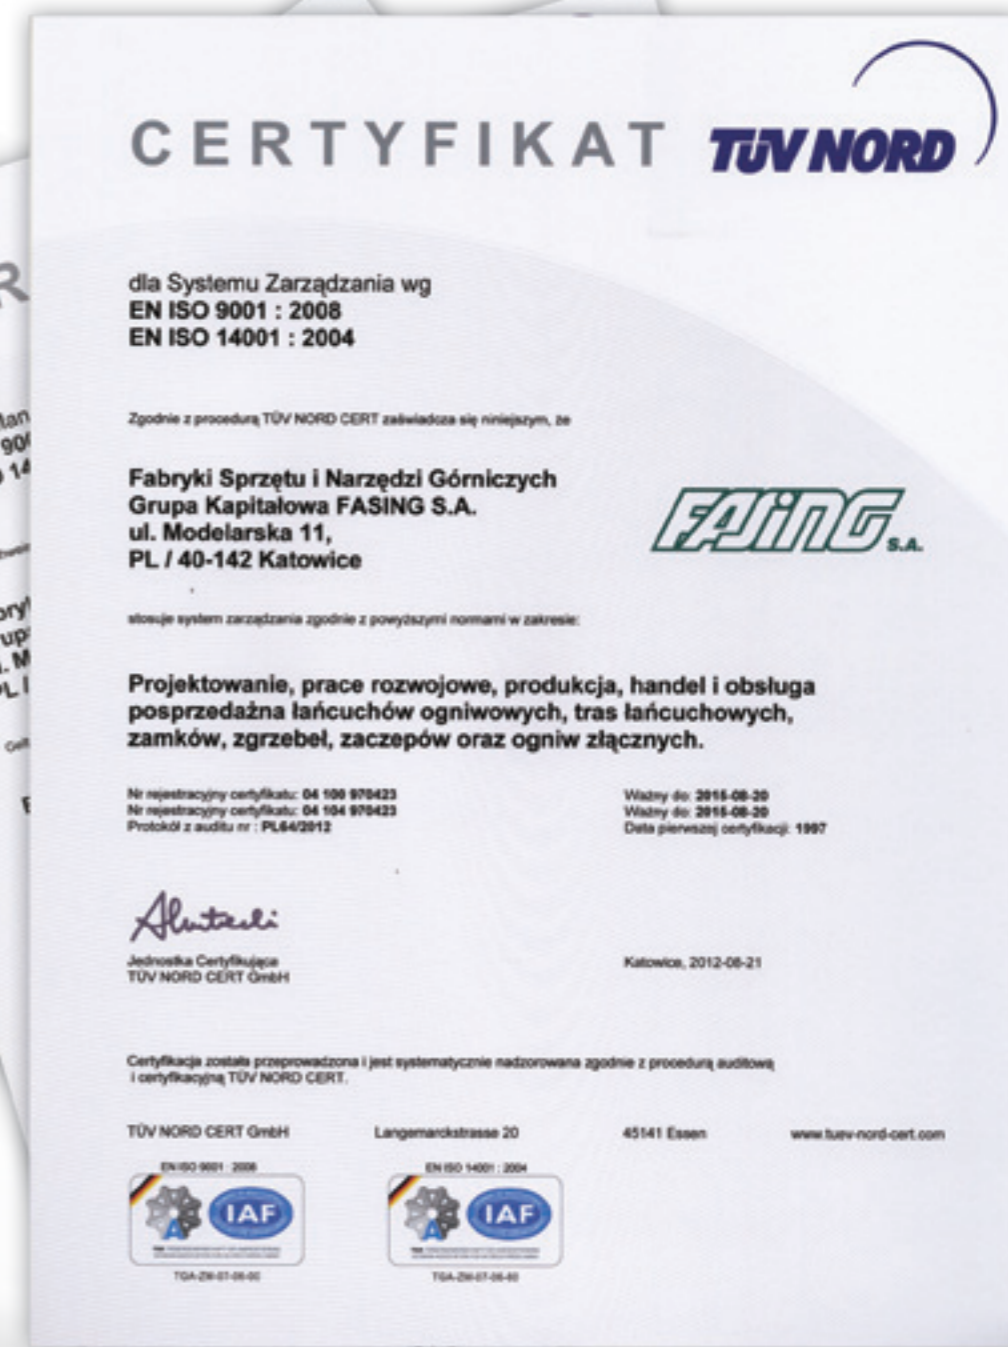 CERTYFIKAT
TÜV NORD
dla Systemu Zarządzania wg
EN ISO 9001 : 2008
EN ISO 14001 : 2004
Zgodnie z procedurą TÜV NORD CERT zaświadcza się niniejszym, że
Fabryki Sprzętu i Narzędzi Górniczych
Grupa Kapitałowa FASING S.A.
ul. Modelarska 11,
PL / 40-142 Katowice
FASING S.A.
stosuje system zarządzania zgodnie z powyższymi normami w zakresie:
Projektowanie, prace rozwojowe, produkcja, handel i obsługa
posprzedażna łańcuchów ogniwowych, tras łańcuchowych,
zamków, zgrzebeł, zaczepów oraz ogniw złącznych.
Nr rejestracyjny certyfikatu: 04 100 970423 Ważny do: 2015-08-20
Nr rejestracyjny certyfikatu: 04 104 970423 Ważny do: 2015-08-20
Protokół z auditu nr : PL64/2012 Data pierwszej certyfikacji: 1997
Jednostka Certyfikująca
TÜV NORD CERT GmbH
Katowice, 2012-08-21
Certyfikacja została przeprowadzona i jest systematycznie nadzorowana zgodnie z procedurą auditową
i certyfikacyjną TÜV NORD CERT.
TÜV NORD CERT GmbH Langemarckstrasse 20 45141 Essen www.tuev-nord-cert.com
EN ISO 9001 : 2008 EN ISO 14001 : 2004
IAF IAF